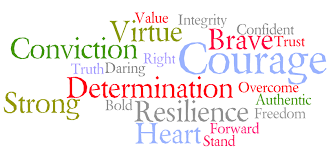 Value Integrity
Virtue Confident
Conviction Brave Trust
Truth Daring Right Courage
Determination Overcome
Strong Bold Resilience Authentic
Freedom
Heart Forward
Stand